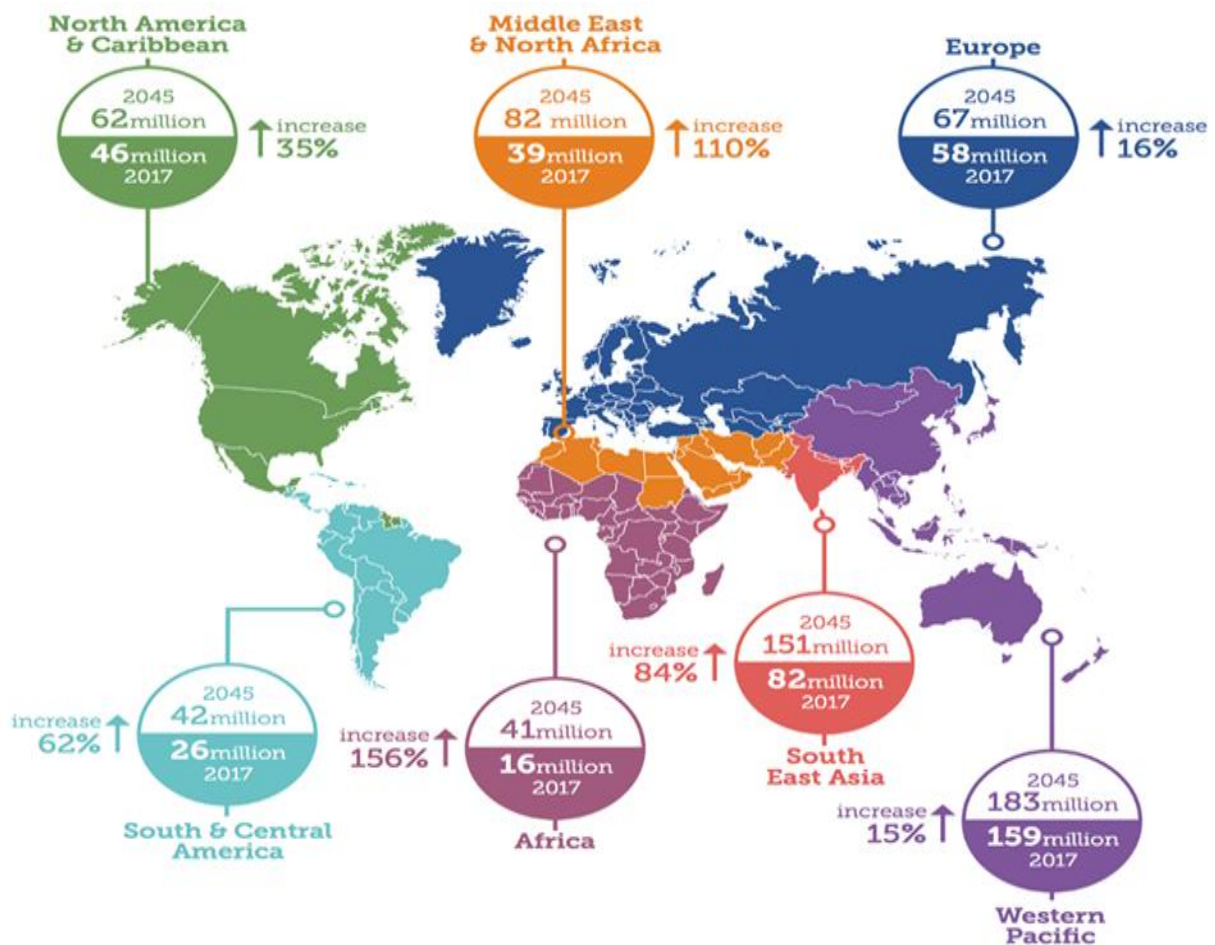 North America
& Caribbean
2045
62million
46million
2017
increase
35%
Middle East
& North Africa
2045
82 million
39million
2017
increase
110%
Europe
2045
67million
58million
2017
increase
16%
2045
42million
26million
2017
increase
62%
South & Central
America
2045
41million
16million
2017
increase
156%
Africa
2045
151million
82million
2017
increase
84%
South
East Asia
2045
183million
159million
2017
increase
15%
Western
Pacific